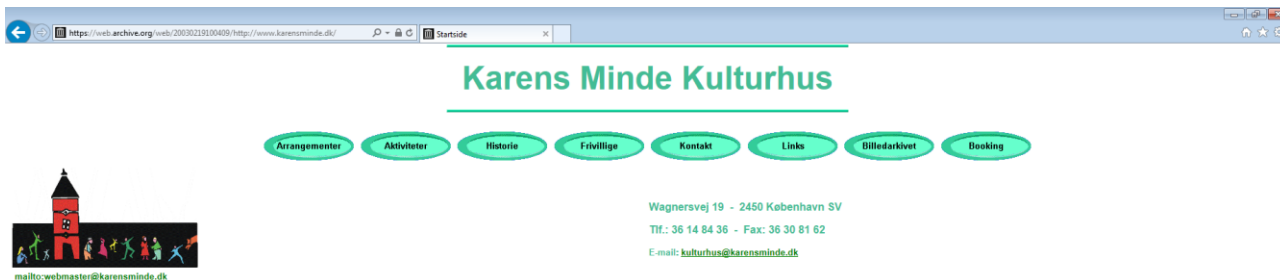 https://web.archive.org/web/20030219100409/http://www.karensminde.dk/
Startside
Karens Minde Kulturhus
Arrangementer Aktiviteter Historie Frivillige Kontakt Links Billedarkivet Booking
Wagnersvej 19 - 2450 København SV
Tlf.: 36 14 84 36 - Fax: 36 30 81 62
E-mail: kulturhus@karensminde.dk
mailto:webmaster@karensminde.dk